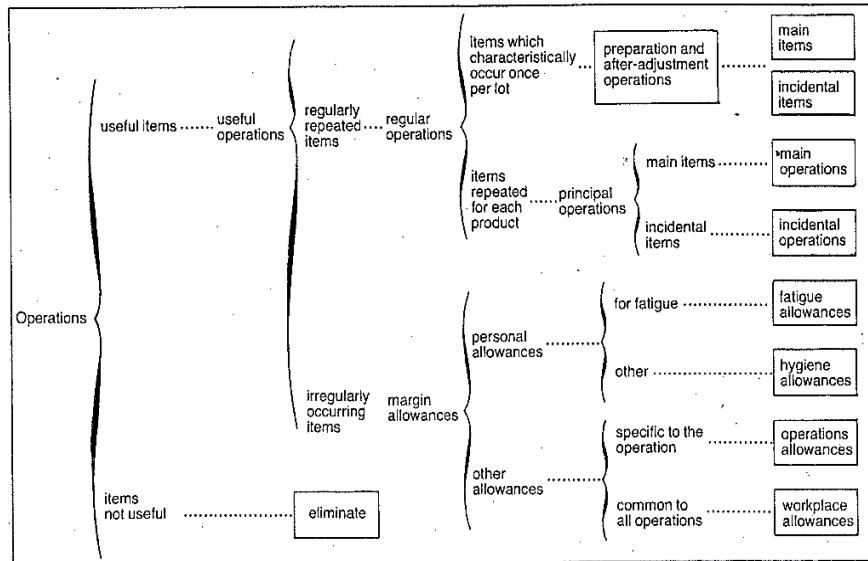 items which
characteristically
occur once
per lot
preparation and
after-adjustment
operations
main
items
incidental
items
useful items
useful
operations
regularly
repeated
items
regular
operations
items
repeated
for each
product
principal
operations
main items
main
operations
incidental
items
incidental
operations
Operations
irregularly
occurring
items
margin
allowances
personal
allowances
for fatigue
fatigue
allowances
other
hygiene
allowances
other
allowances
specific to the
operation
operations
allowances
common to
all operations
workplace
allowances
items
not useful
eliminate